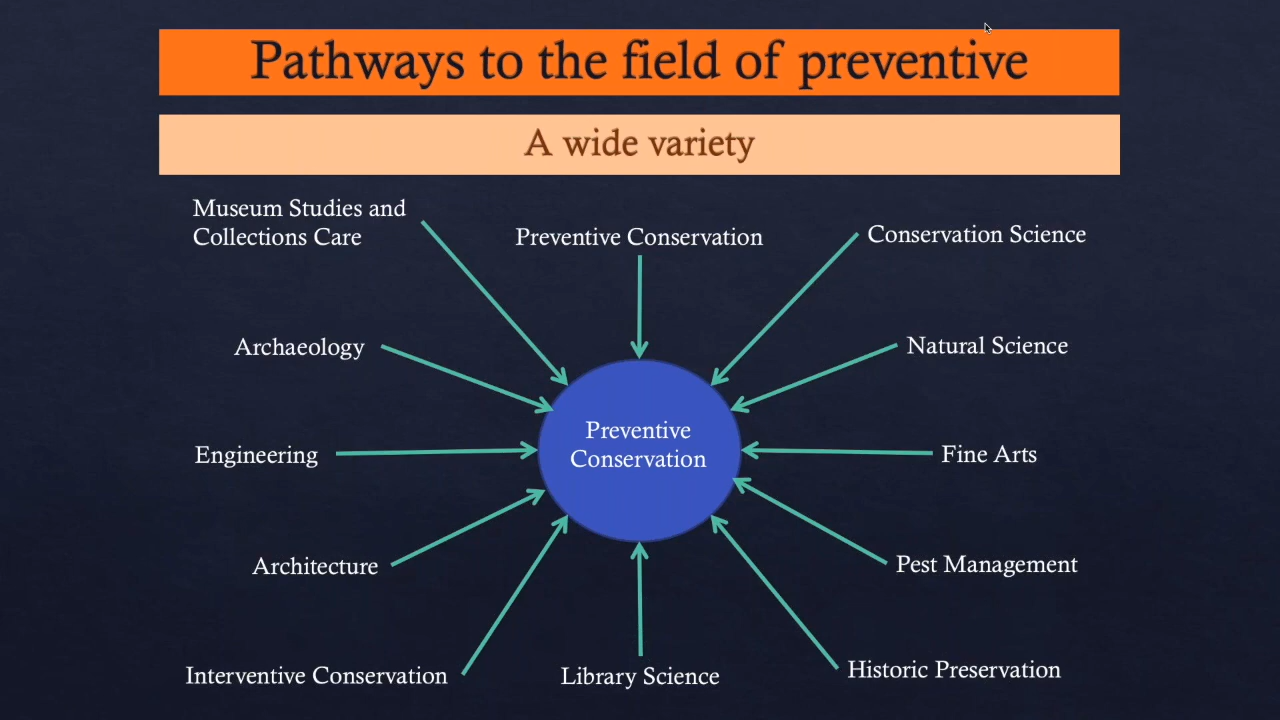 Pathways to the field of preventive
A wide variety
Museum Studies and
Collections Care
Preventive Conservation
Conservation Science
Archaeology
Natural Science
Preventive
Conservation
Engineering
Fine Arts
Architecture
Pest Management
Interventive Conservation
Library Science
Historic Preservation